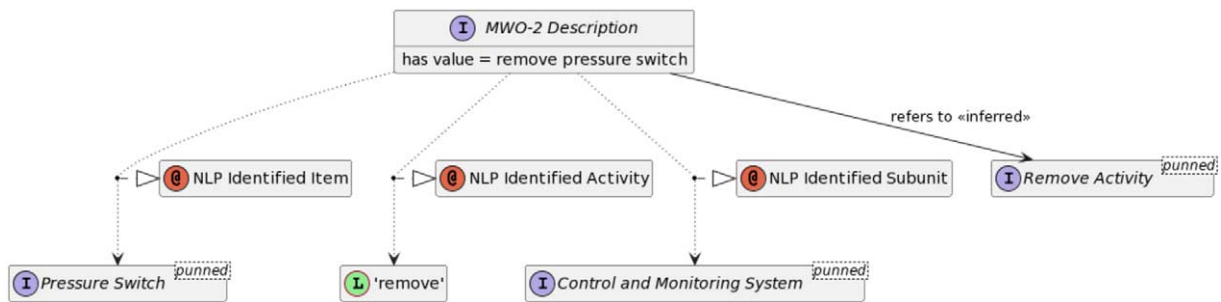 I MWO-2 Description
has value = remove pressure switch
refers to «inferred»
@ NLP Identified Item
@ NLP Identified Activity
@ NLP Identified Subunit
I Remove Activity
punned
I Pressure Switch
punned
L 'remove'
I Control and Monitoring System
punned